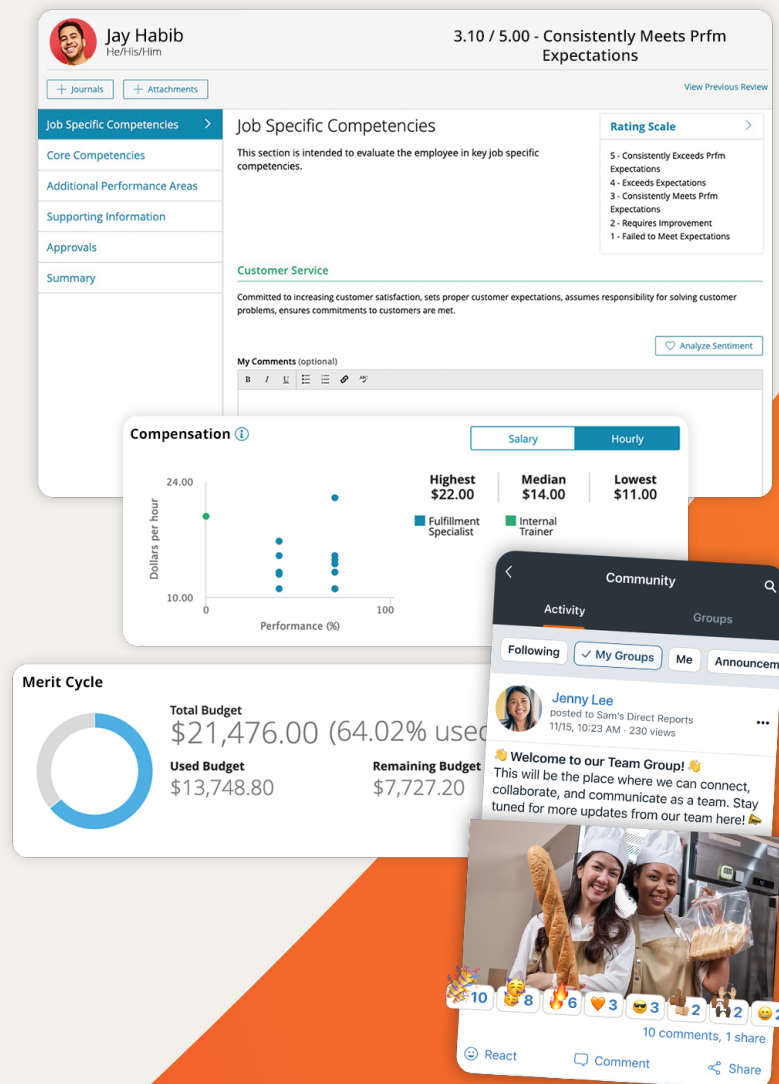 Jay Habib
He/His/Him
3.10 / 5.00 - Consistently Meets Prfm
Expectations
+ Journals
+ Attachments
View Previous Review
Job Specific Competencies
Core Competencies
Additional Performance Areas
Supporting Information
Approvals
Summary
Job Specific Competencies
This section is intended to evaluate the employee in key job specific
competencies.
Rating Scale
5 - Consistently Exceeds Prfm
Expectations
4 - Exceeds Expectations
3 - Consistently Meets Prfm
Expectations
2 - Requires Improvement
1 - Failed to Meet Expectations
Customer Service
Committed to increasing customer satisfaction, sets proper customer expectations, assumes responsibility for solving customer
problems, ensures commitments to customers are met.
Analyze Sentiment
My Comments (optional)
B I U ABC
Compensation
Salary
Hourly
24.00
Dollars per hour
10.00
0
100
Performance (%)
Highest
$22.00
Median
$14.00
Lowest
$11.00
Fulfillment
Specialist
Internal
Trainer
Merit Cycle
Total Budget
$21,476.00 (64.02% used
Used Budget
$13,748.80
Remaining Budget
$7,727.20
Community
Activity
Groups
Following
✓ My Groups
Me
Announcem
Jenny Lee
posted to Sam's Direct Reports
11/15, 10:23 AM · 230 views
👋 Welcome to our Team Group! 👋
This will be the place where we can connect,
collaborate, and communicate as a team. Stay
tuned for more updates from our team here! 📣
10
8
6
3
3
2
2
2
10 comments, 1 share
React
Comment
Share